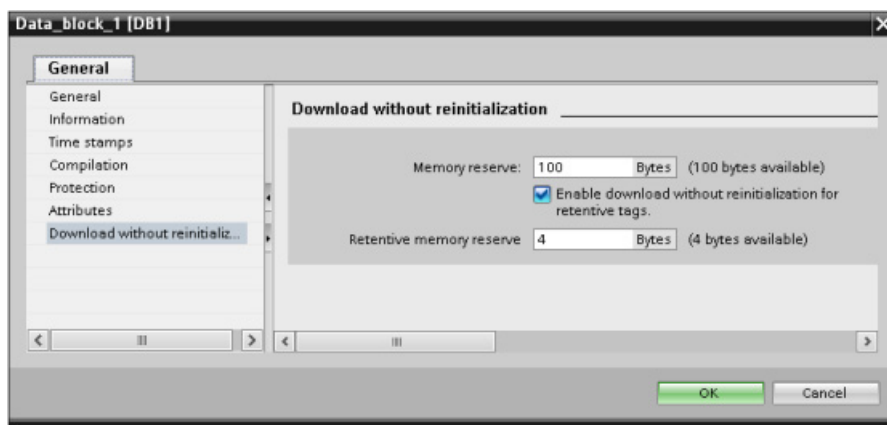 Data_block_1 [DB1]
General
General
Information
Time stamps
Compilation
Protection
Attributes
Download without reinitializ...
Download without reinitialization
Memory reserve: 100 Bytes (100 bytes available)
Enable download without reinitialization for
retentive tags.
Retentive memory reserve 4 Bytes (4 bytes available)
OK Cancel